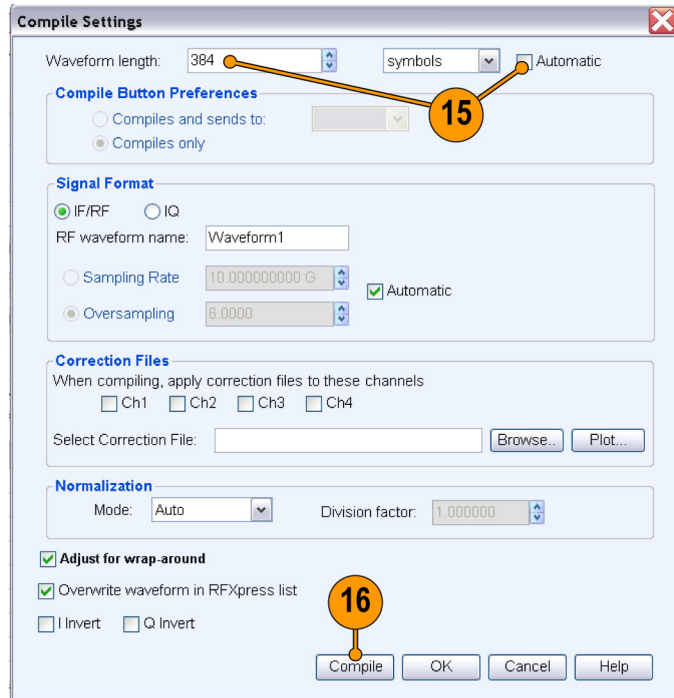 Compile Settings
Waveform length: 384 symbols Automatic
15
Compile Button Preferences
Compiles and sends to:
Compiles only
Signal Format
IF/RF IQ
RF waveform name: Waveform1
Sampling Rate 10.000000000 G
Automatic
Oversampling 6.0000
Correction Files
When compiling, apply correction files to these channels
Ch1 Ch2 Ch3 Ch4
Select Correction File: Browse.. Plot...
Normalization
Mode: Auto Division factor: 1.000000
Adjust for wrap-around
Overwrite waveform in RFXpress list
16
I Invert Q Invert
Compile OK Cancel Help